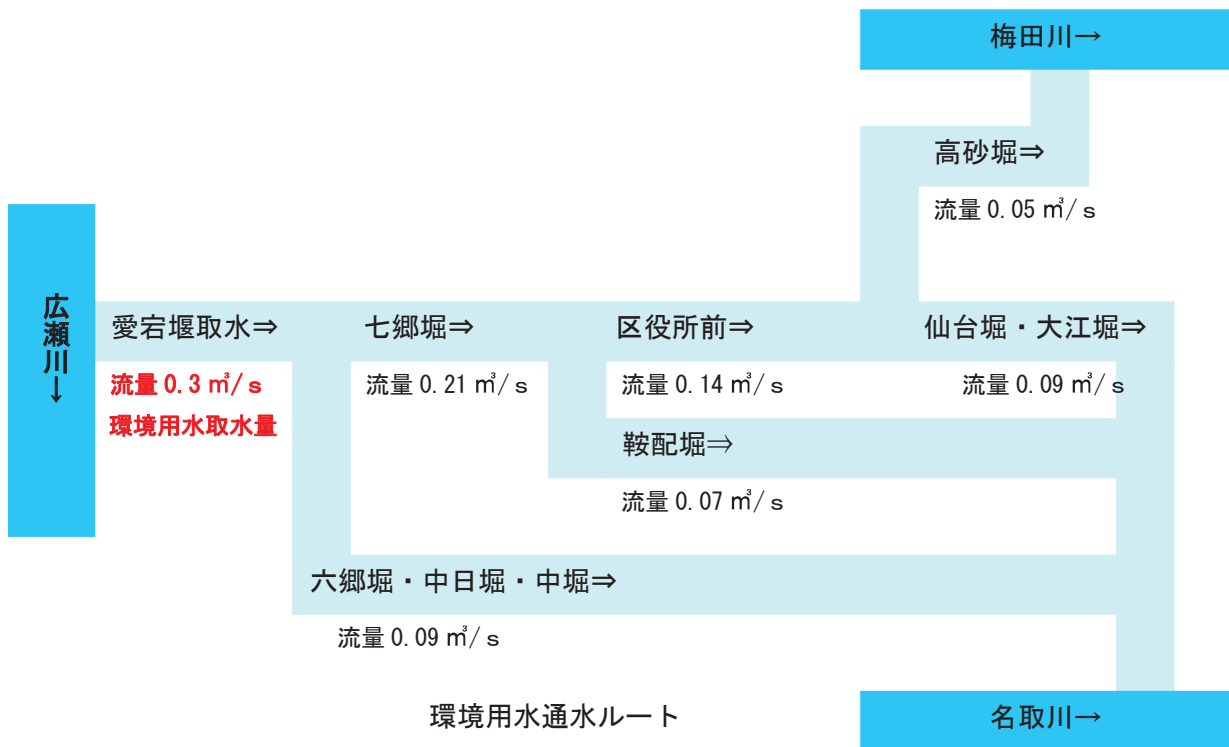 梅田川→
高砂堀⇒
流量 0.05 ㎥/ｓ
広瀬川↓
愛宕堰取水⇒
七郷堀⇒
区役所前⇒
仙台堀・大江堀⇒
流量 0.3 ㎥/ｓ
環境用水取水量
流量 0.21 ㎥/ｓ
流量 0.14 ㎥/ｓ
流量 0.09 ㎥/ｓ
鞍配堀⇒
流量 0.07 ㎥/ｓ
六郷堀・中日堀・中堀⇒
流量 0.09 ㎥/ｓ
環境用水通水ルート
名取川→